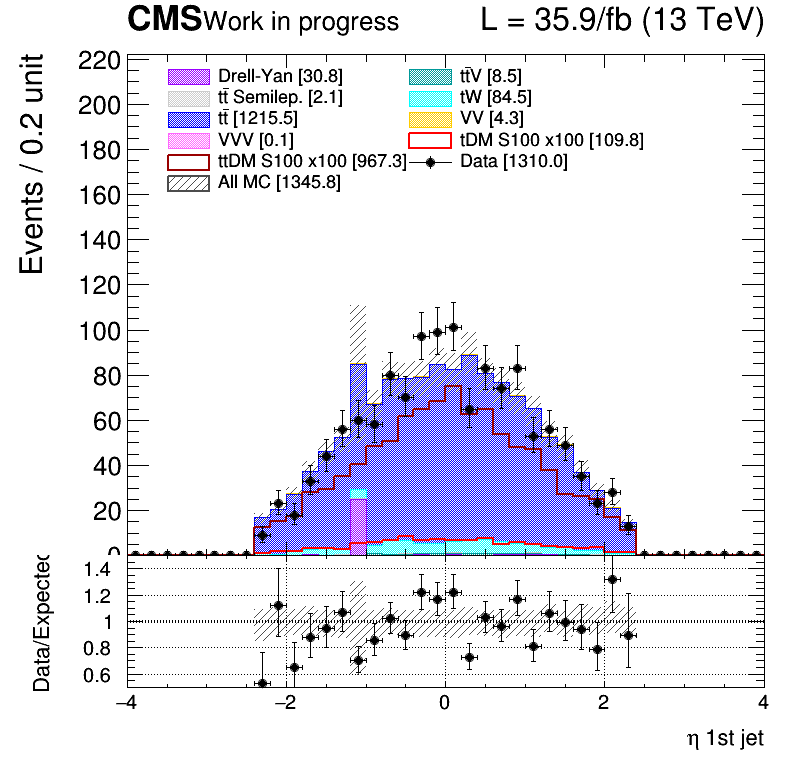 CMS Work in progress L = 35.9/fb (13 TeV)
Events / 0.2 unit
220
200
180
160
140
120
100
80
60
40
20
0
Drell-Yan [30.8]
tt̄V [8.5]
tt̄ Semilep. [2.1]
tW [84.5]
tt̄ [1215.5]
VV [4.3]
VVV [0.1]
tDM S100 x100 [109.8]
ttDM S100 x100 [967.3]
Data [1310.0]
All MC [1345.8]
Data/Expected
1.4
1.2
1
0.8
0.6
−4 −2 0 2 4
η 1st jet